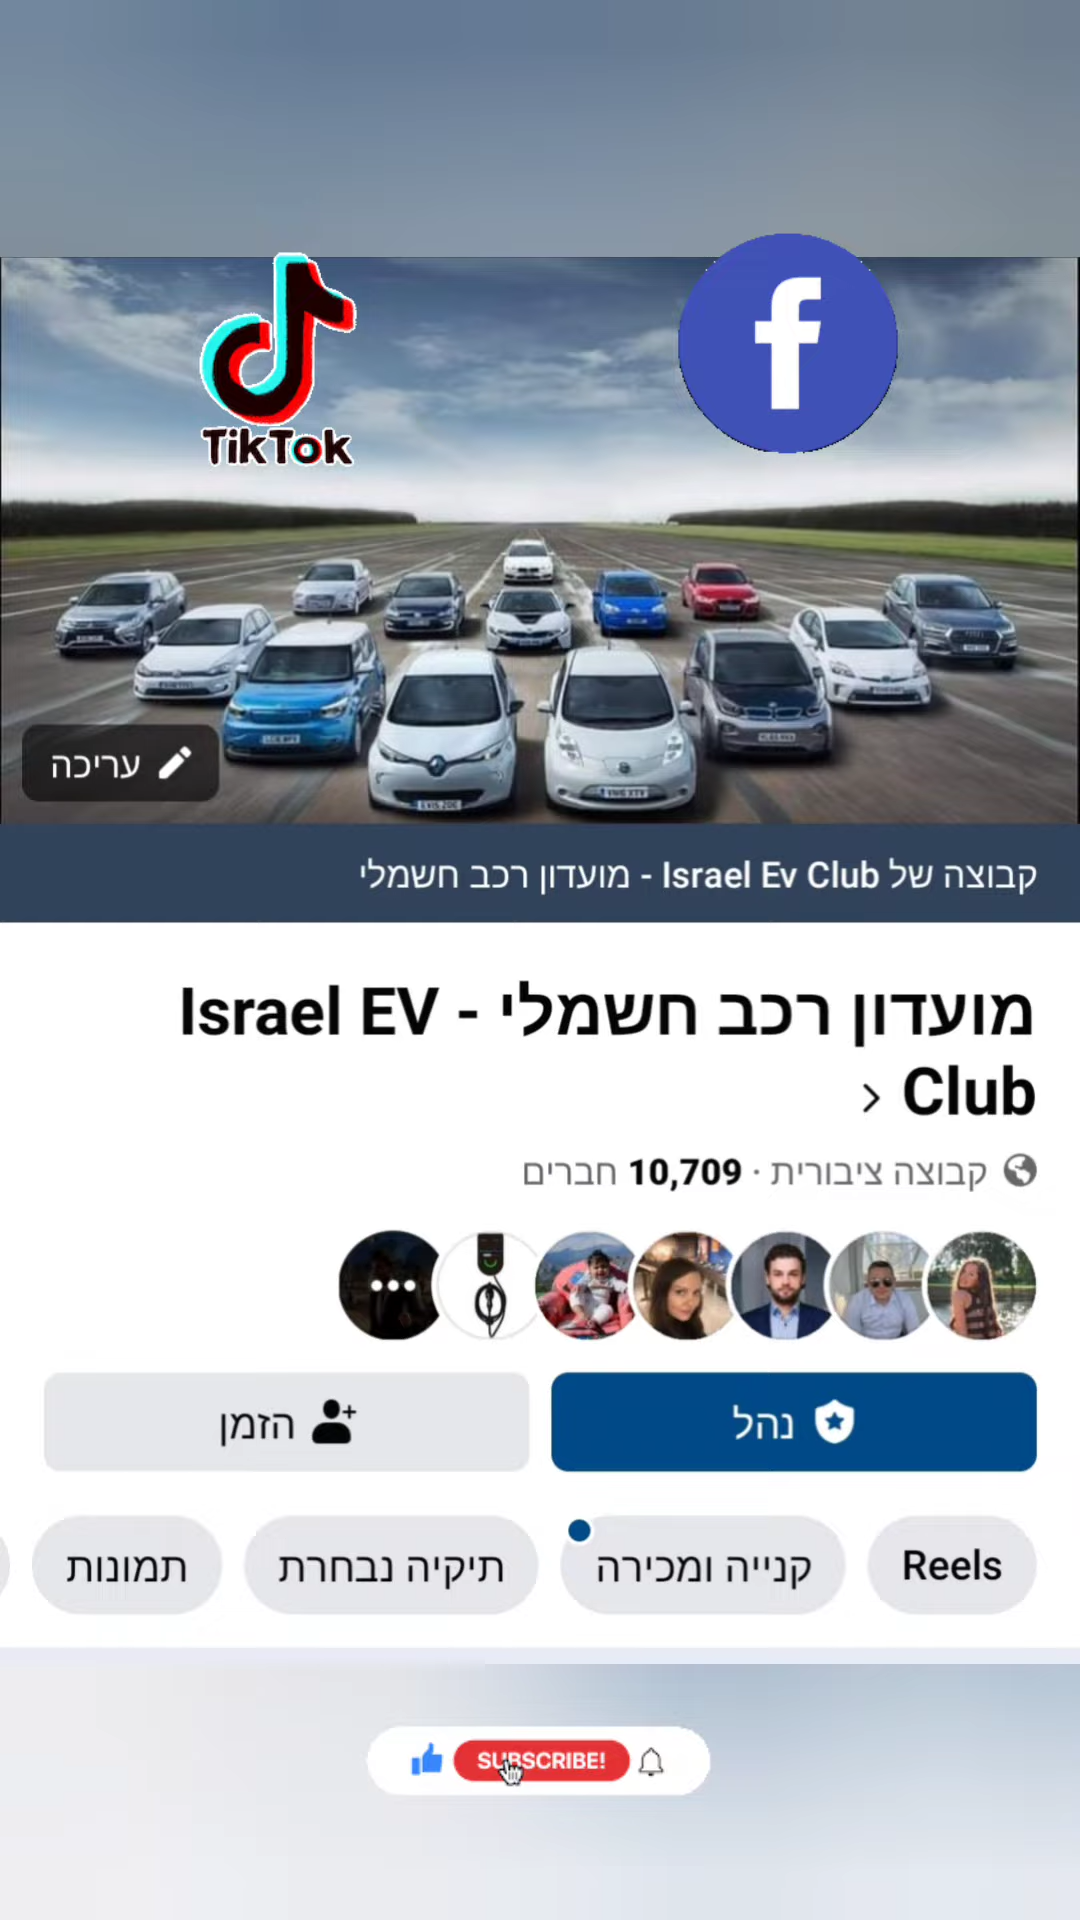 TikTok
f
עריכה
קבוצה של Israel Ev Club - מועדון רכב חשמלי
מועדון רכב חשמלי - Israel EV
Club
קבוצה ציבורית · 10,709 חברים
נהל
הזמן
Reels
קנייה ומכירה
תיקיה נבחרת
תמונות
SUBSCRIBE!